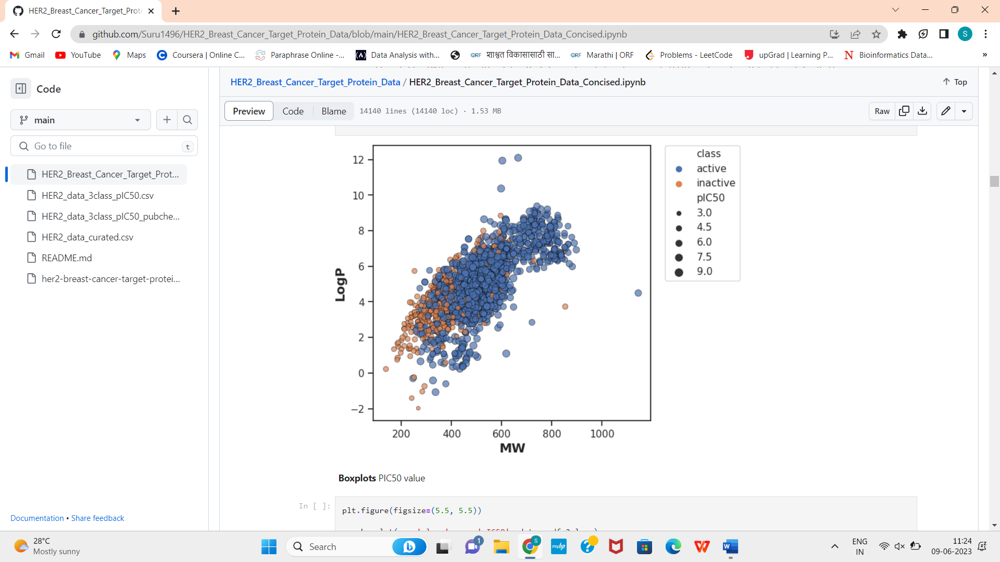 HER2_Breast_Cancer_Target_Prote
github.com/Suru1496/HER2_Breast_Cancer_Target_Protein_Data/blob/main/HER2_Breast_Cancer_Target_Protein_Data_Concised.ipynb
S
Gmail YouTube Maps Coursera | Online C... Paraphrase Online -... Data Analysis with... ORF शाश्वत विकासासाठी सा... ORF Marathi | ORF Problems - LeetCode upGrad | Learning P... Bioinformatics Data... »
Code
HER2_Breast_Cancer_Target_Protein_Data / HER2_Breast_Cancer_Target_Protein_Data_Concised.ipynb
Top
main
Preview Code Blame 14140 lines (14140 loc) · 1.53 MB Raw
Go to file t
HER2_Breast_Cancer_Target_Prot...
HER2_data_3class_pIC50.csv
HER2_data_3class_pIC50_pubche...
HER2_data_curated.csv
README.md
her2-breast-cancer-target-protei...
Documentation • Share feedback
12
10
8
6
4
2
0
−2
LogP
200 400 600 800 1000
MW
class
active
inactive
pIC50
3.0
4.5
6.0
7.5
9.0
Boxplots PIC50 value
In [ ]:
plt.figure(figsize=(5.5, 5.5))
28°C
Mostly sunny
Search
1
S
myhp
ENG
IN
11:24
09-06-2023